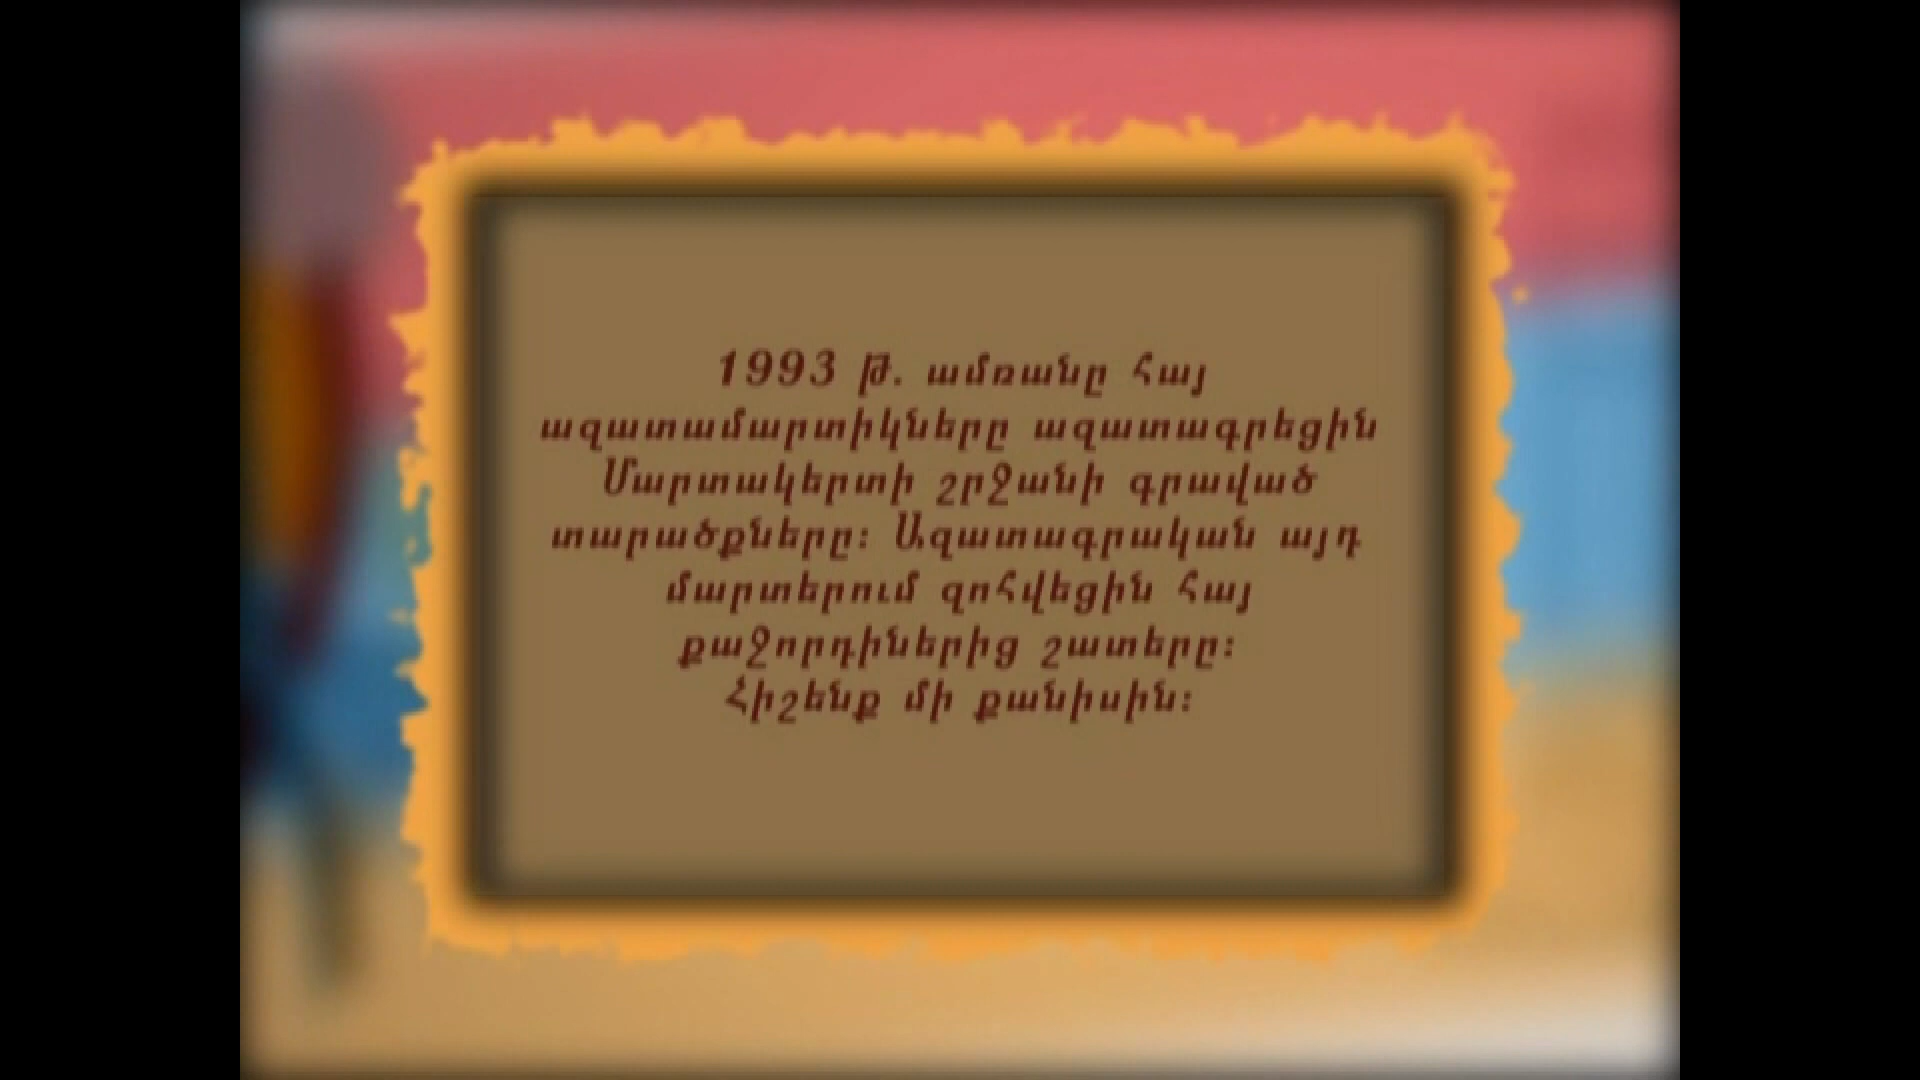 1993 թ. ամռանը հայ
ազատամարտիկները ազատագրեցին
Մարտակերտի շրջանի գրաված
տարածքները։ Ազատագրական այդ
մարտերում զոհվեցին հայ
քաջորդիներից շատերը։
Հիշենք մի քանիսին։